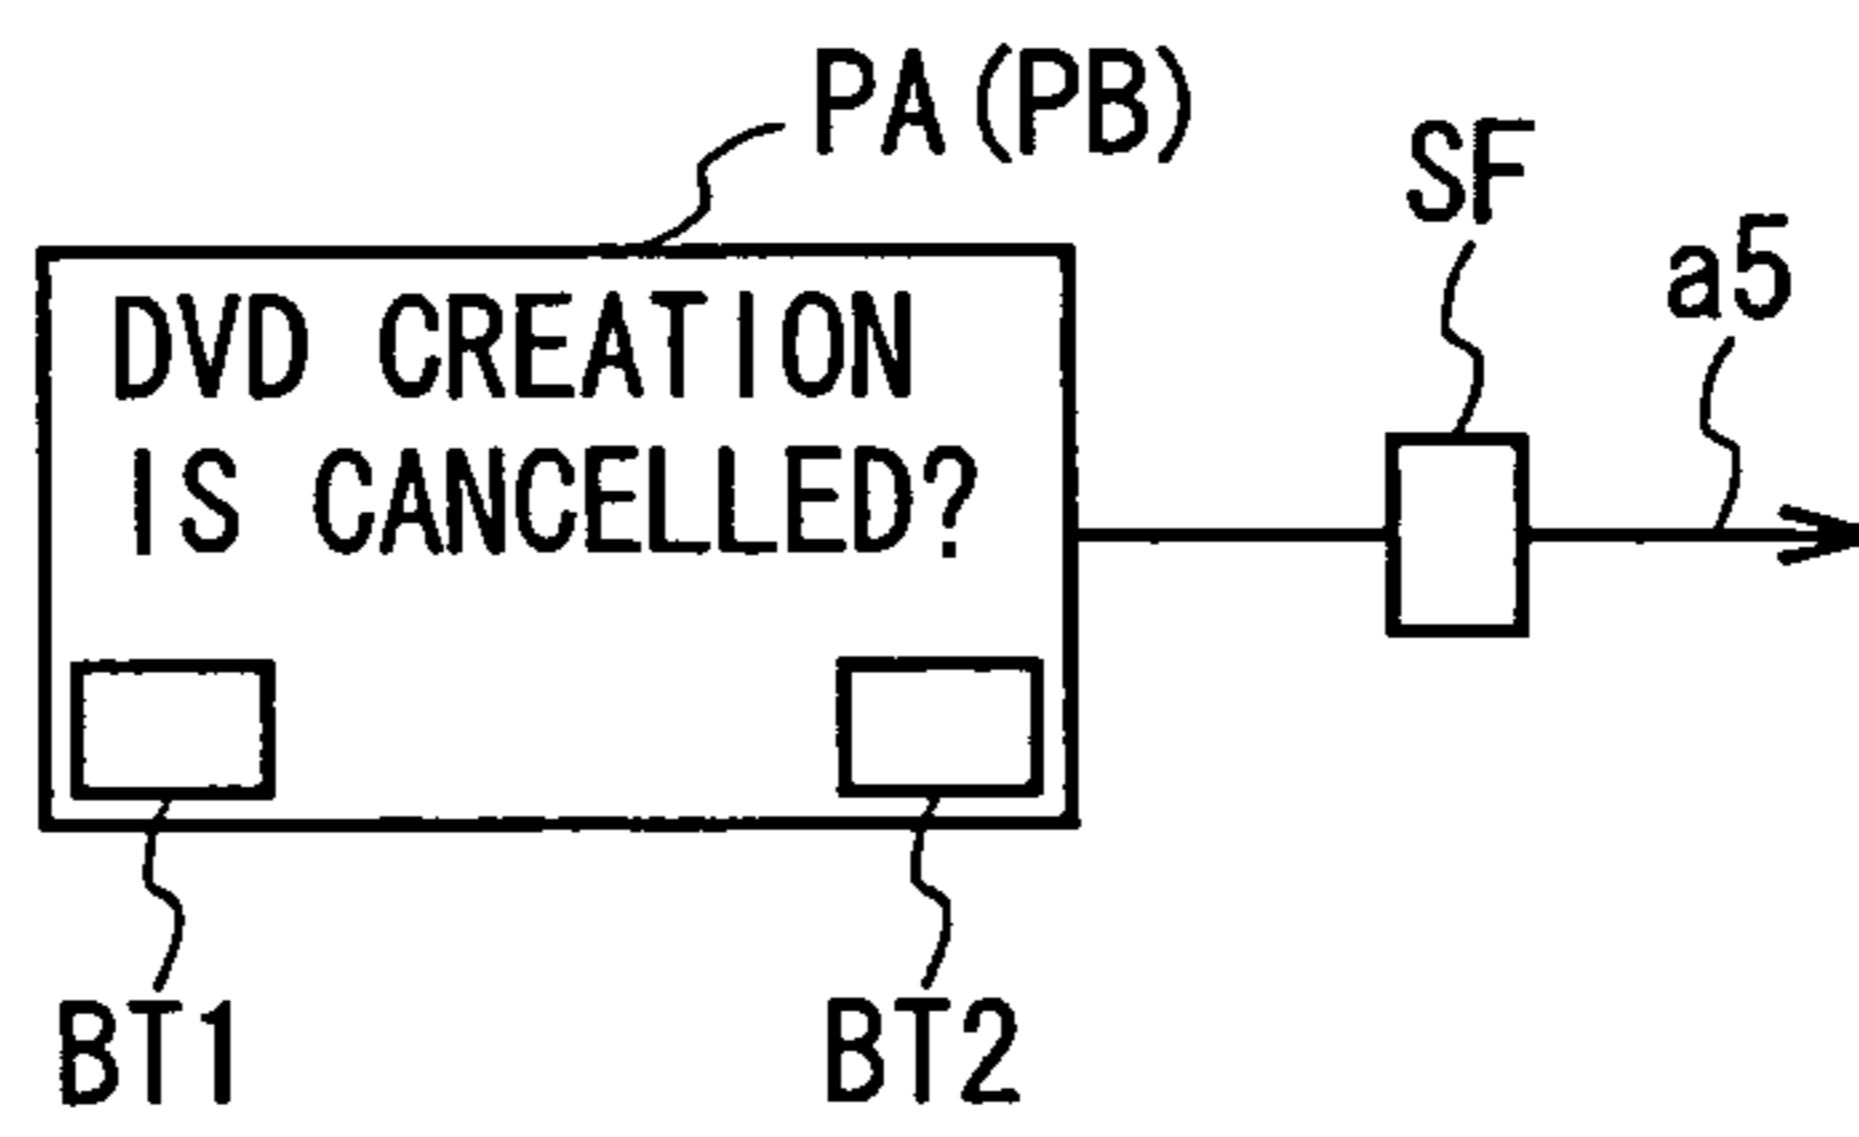 PA(PB)
SF
a5
DVD CREATION
IS CANCELLED?
BT1
BT2